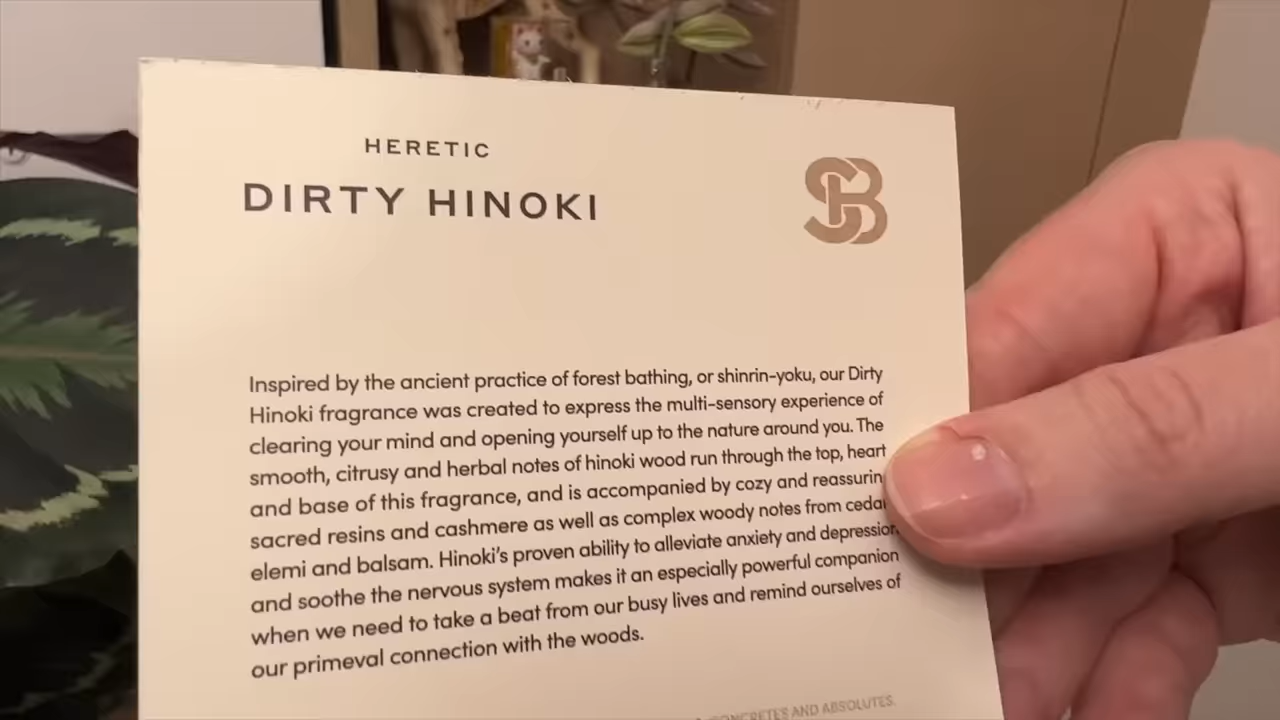 HERETIC
DIRTY HINOKI
SB
Inspired by the ancient practice of forest bathing, or shinrin-yoku, our Dirty
Hinoki fragrance was created to express the multi-sensory experience of
clearing your mind and opening yourself up to the nature around you. The
smooth, citrusy and herbal notes of hinoki wood run through the top, heart
and base of this fragrance, and is accompanied by cozy and reassurin
sacred resins and cashmere as well as complex woody notes from cedar
elemi and balsam. Hinoki's proven ability to alleviate anxiety and depression
and soothe the nervous system makes it an especially powerful companion
when we need to take a beat from our busy lives and remind ourselves of
our primeval connection with the woods.
CONCRETES AND ABSOLUTES.